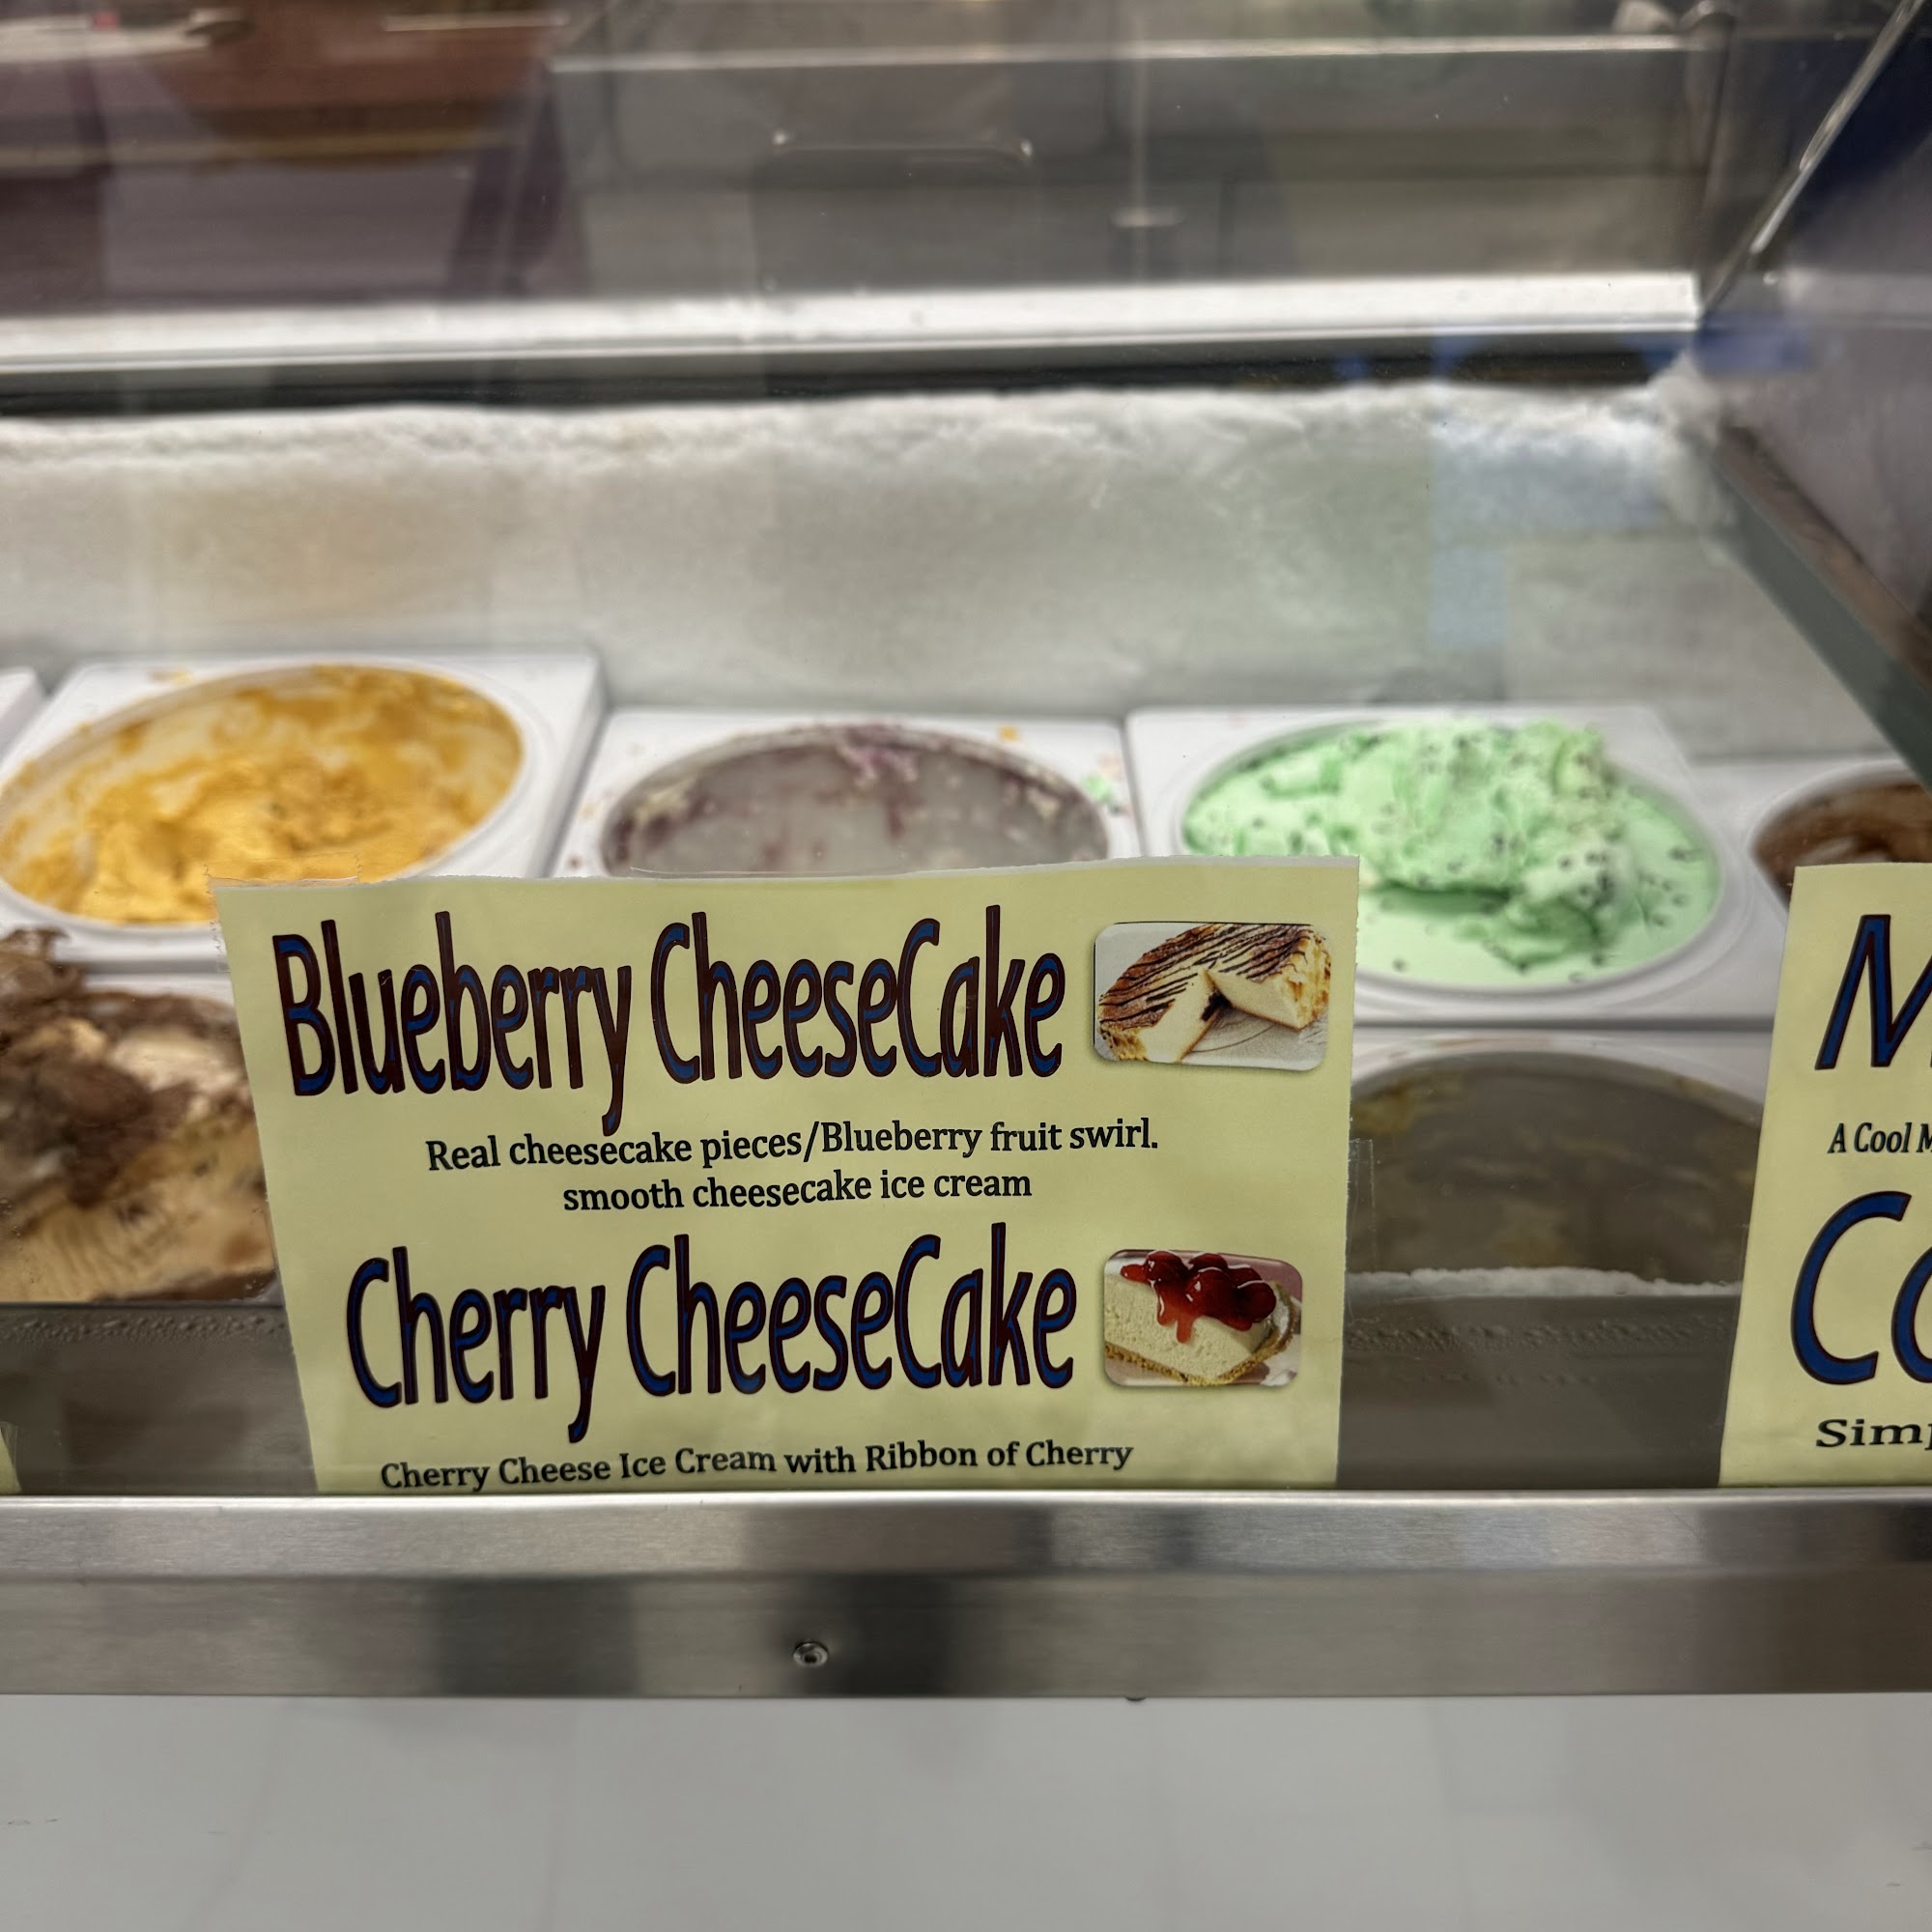 Blueberry CheeseCake
Real cheesecake pieces/Blueberry fruit swirl.
smooth cheesecake ice cream
Cherry CheeseCake
Cherry Cheese Ice Cream with Ribbon of Cherry
A Cool